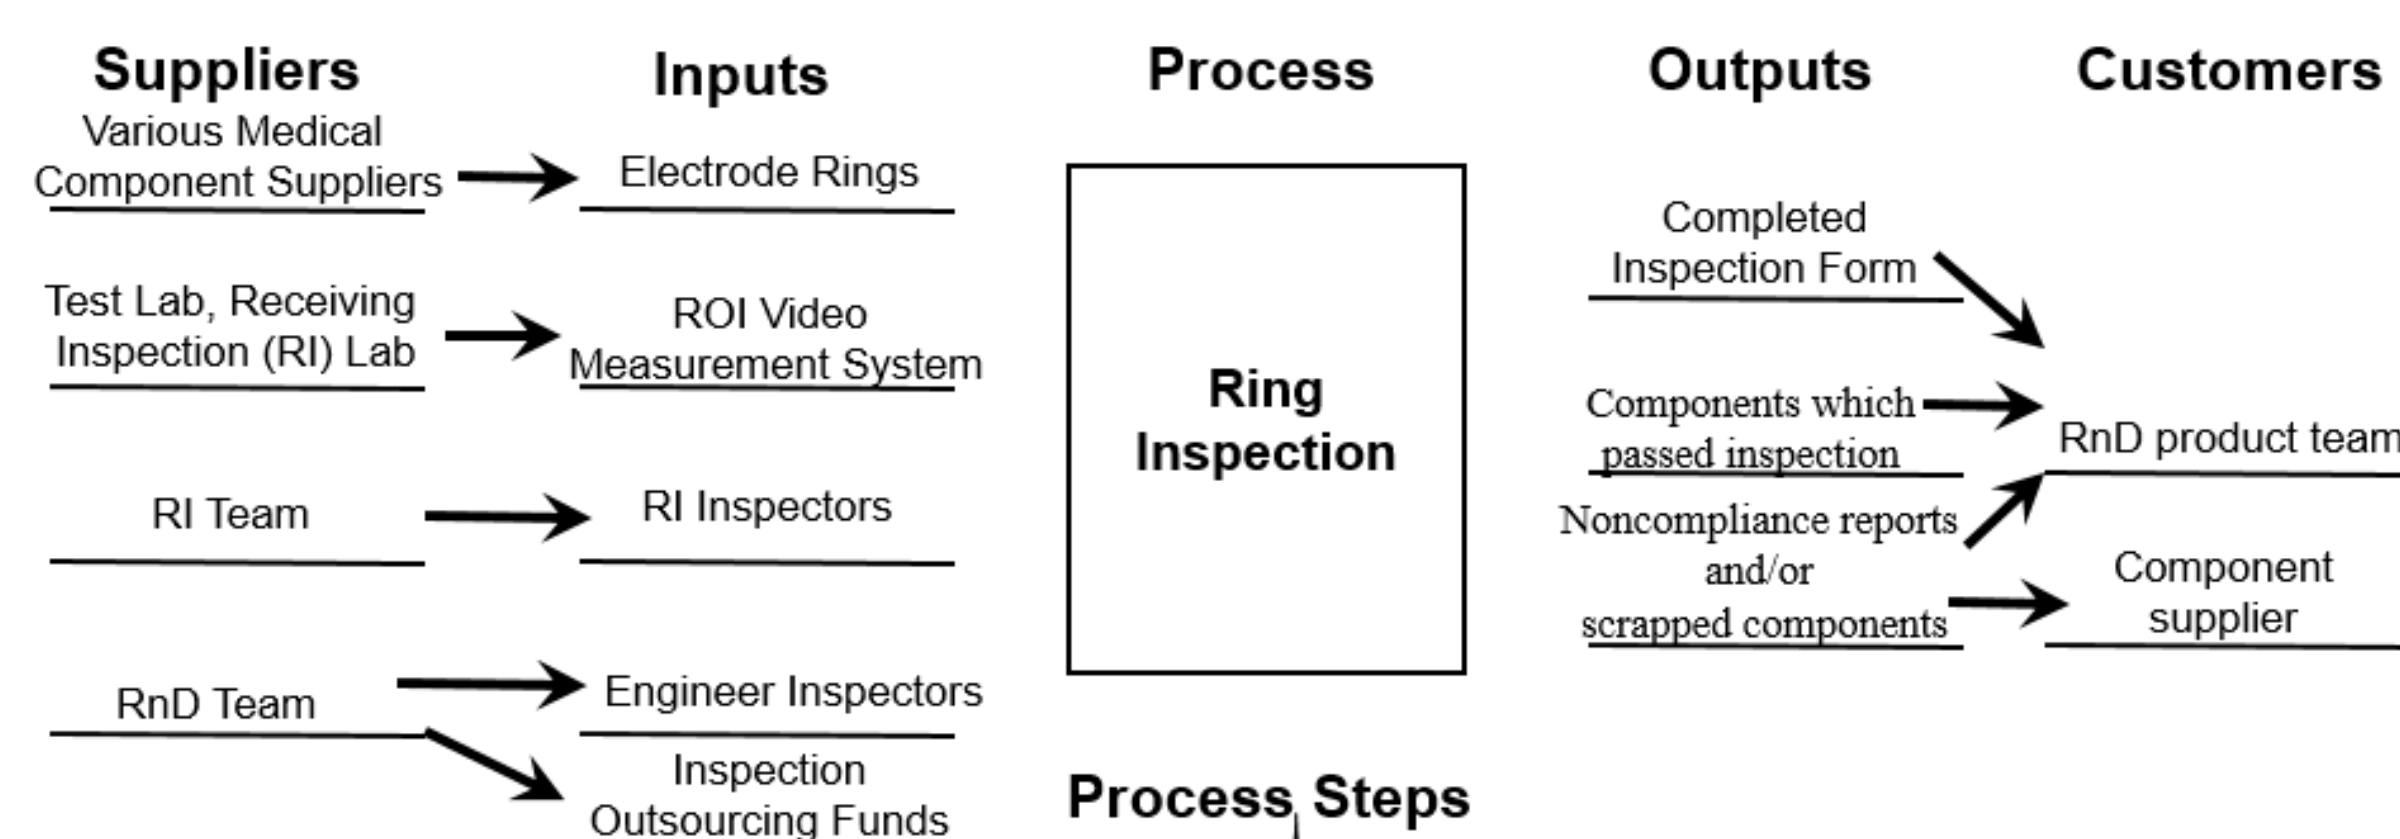 Suppliers
Various Medical
Component Suppliers
Test Lab, Receiving
Inspection (RI) Lab
RI Team
RnD Team
Inputs
Electrode Rings
ROI Video
Measurement System
RI Inspectors
Engineer Inspectors
Inspection
Outsourcing Funds
Process
Ring
Inspection
Process Steps
Outputs
Completed
Inspection Form
Components which
passed inspection
Noncompliance reports
and/or
scrapped components
Customers
RnD product team
Component
supplier